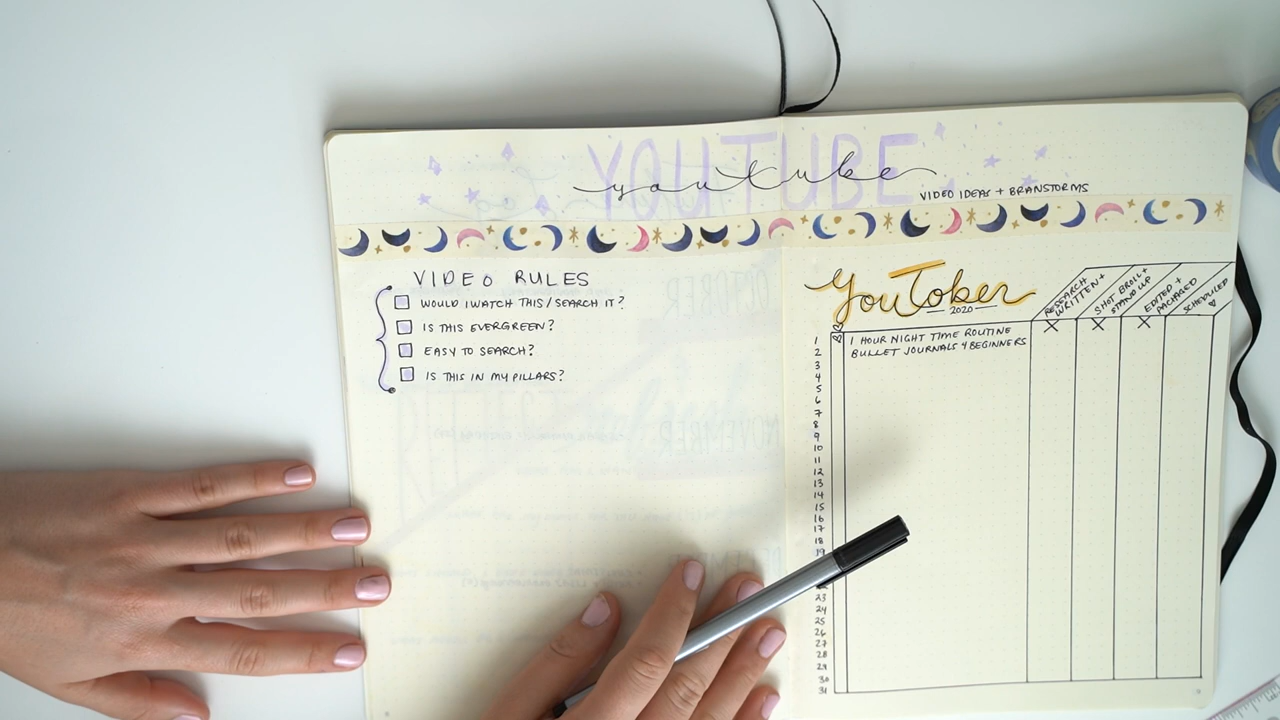 YOUTUBE
youtube
VIDEO IDEAS + BRANSTORMS
VIDEO RULES
WOULD I WATCH THIS / SEARCH IT?
IS THIS EVERGREEN?
EASY TO SEARCH?
IS THIS IN MY PILLARS?
YouTober
2020
RESEARCH +
WRITTEN
SHOT BROLL +
STAND UP
EDITED +
PACKAGED
SCHEDULED
1 1 HOUR NIGHT TIME ROUTINE X X X
2 BULLET JOURNALS 4 BEGINNERS
3
4
5
6
7
8
9
10
11
12
13
14
15
16
17
18
19
23
24
25
26
27
28
29
30
31
OCTOBER
NOVEMBER